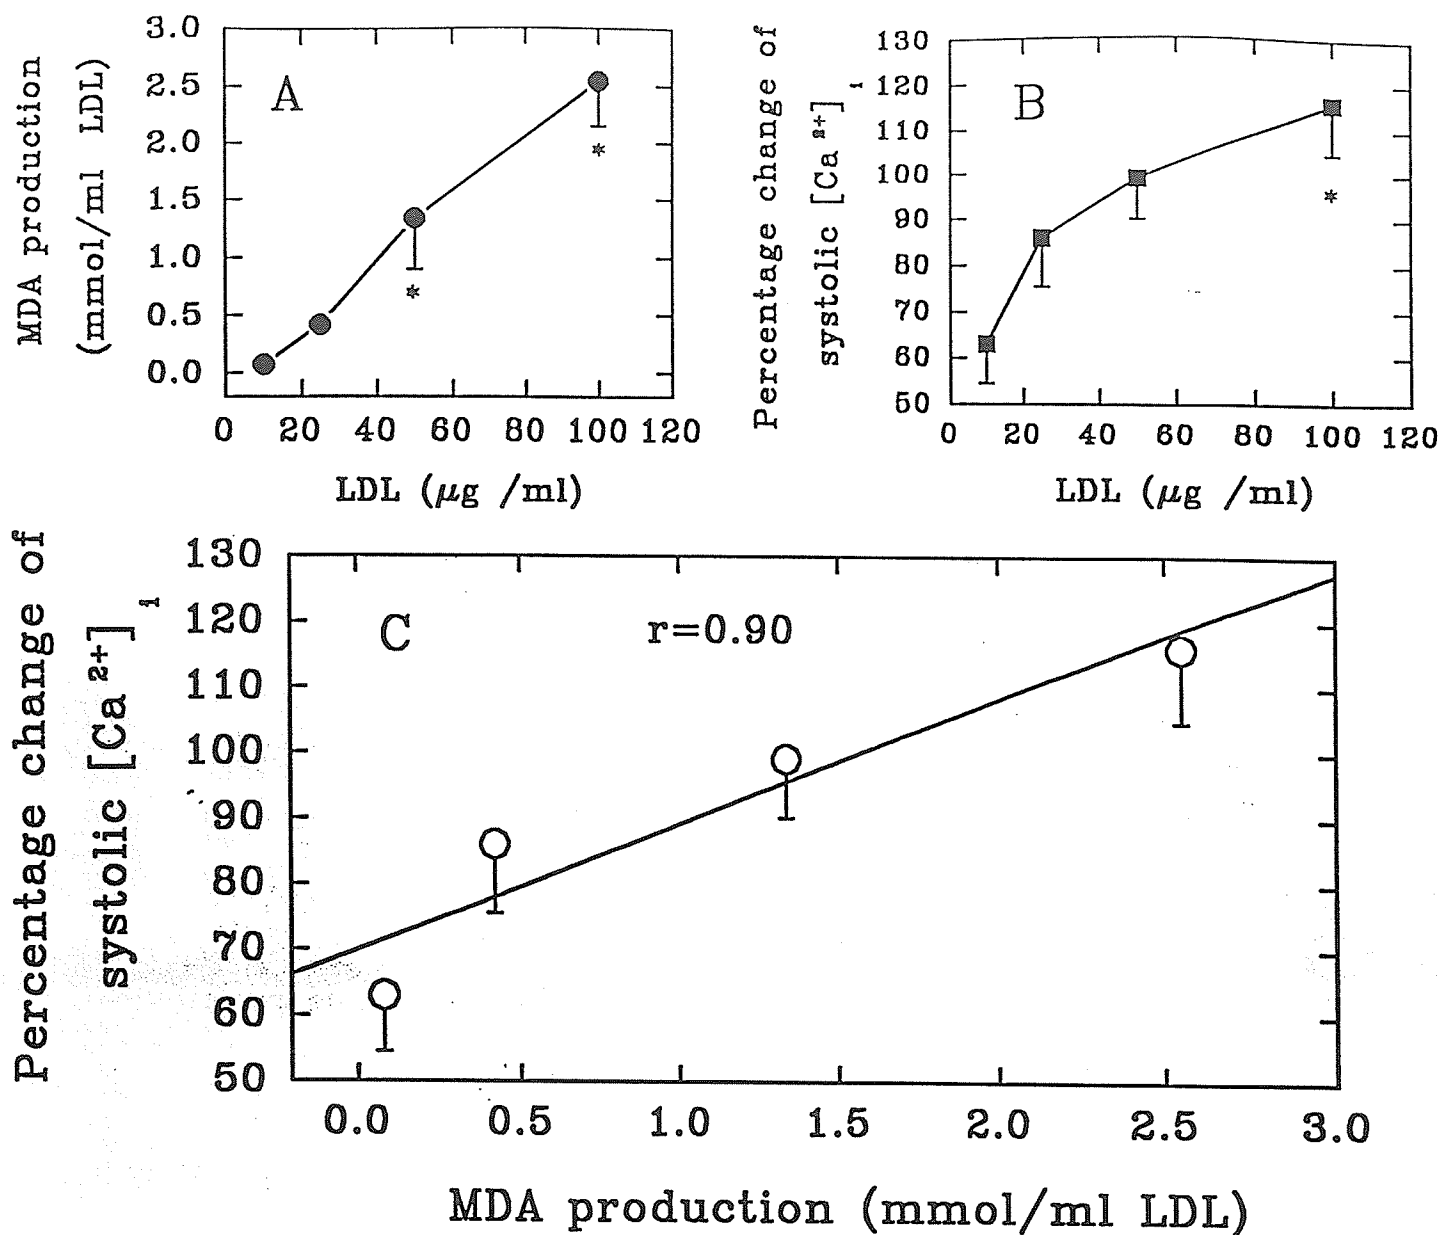 MDA production
(mmol/ml LDL)
3.0
2.5
2.0
1.5
1.0
0.5
0.0
A
*
*
0 20 40 60 80 100 120
LDL (μg /ml)
Percentage change of
systolic [Ca²⁺]i
130
120
110
100
90
80
70
60
50
B
*
0 20 40 60 80 100 120
LDL (μg /ml)
Percentage change of
systolic [Ca²⁺]i
130
120
110
100
90
80
70
60
50
C
r=0.90
0.0 0.5 1.0 1.5 2.0 2.5 3.0
MDA production (mmol/ml LDL)